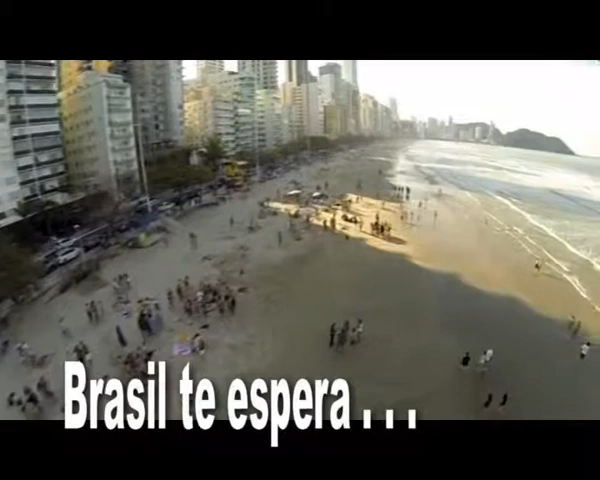 Brasil te espera . . .